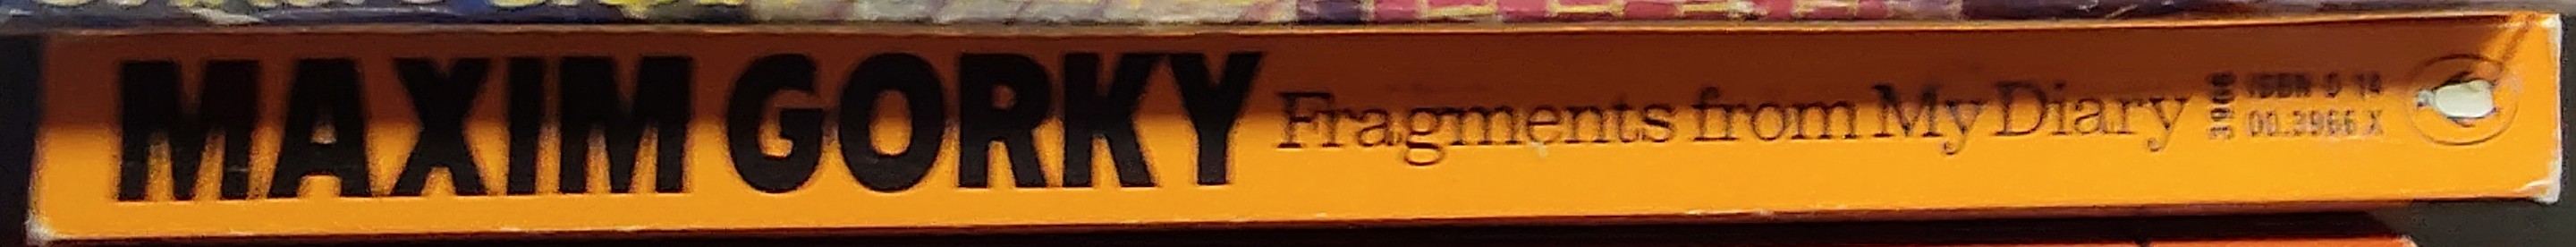 MAXIM GORKY Fragments from My Diary
3966
ISBN 0 14
00.3966 X